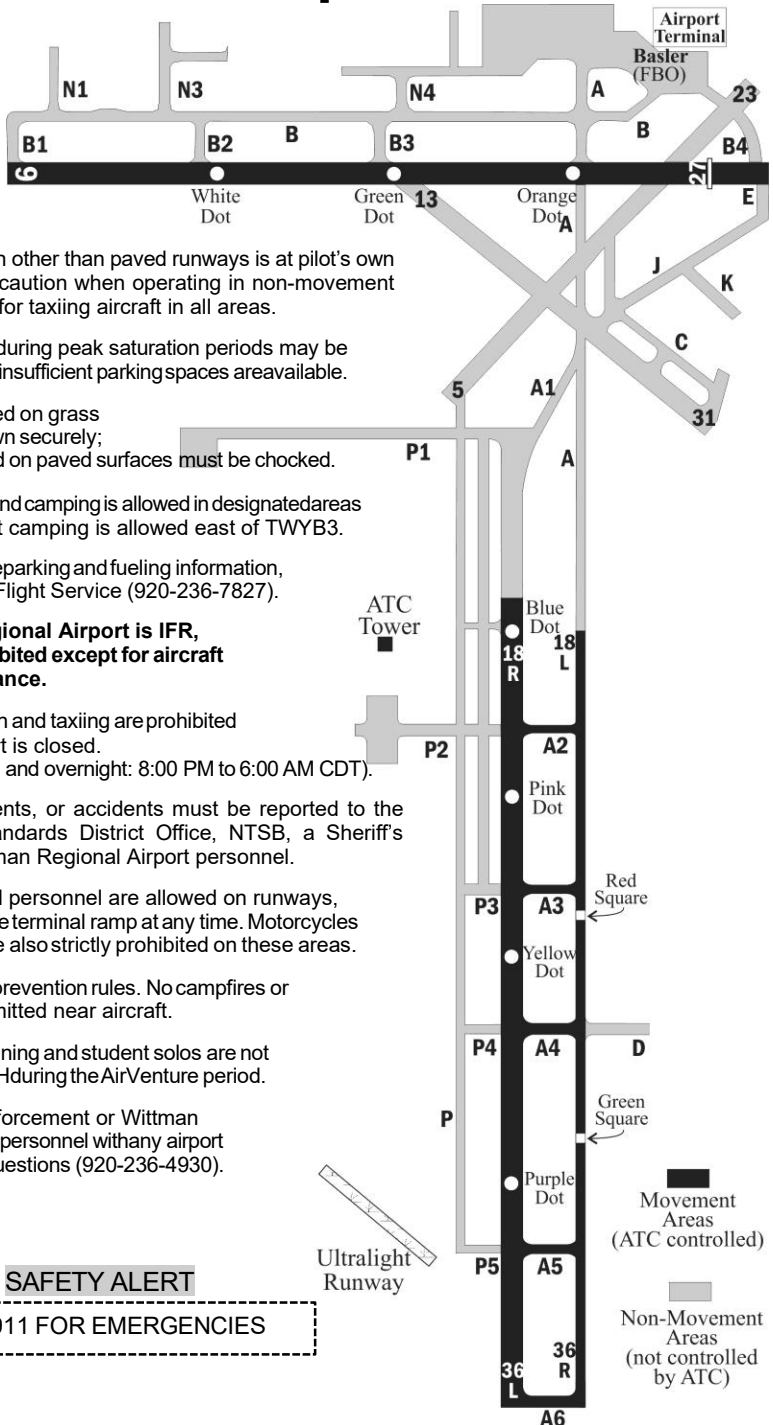 Airport
Terminal
Basler
(FBO)
N1
N3
N4
A
23
B1
B2
B
B3
B
B4
6
27
White
Dot
Green
Dot
13
Orange
Dot
A
E
J
K
C
31
5
A1
P1
A
n other than paved runways is at pilot's own
caution when operating in non-movement
for taxiing aircraft in all areas.
during peak saturation periods may be
insufficient parking spaces are available.
ed on grass
wn securely;
d on paved surfaces must be chocked.
nd camping is allowed in designated areas
t camping is allowed east of TWY B3.
e parking and fueling information,
Flight Service (920-236-7827).
gional Airport is IFR,
ibited except for aircraft
ance.
n and taxiing are prohibited
t is closed.
and overnight: 8:00 PM to 6:00 AM CDT).
ents, or accidents must be reported to the
andards District Office, NTSB, a Sheriff's
man Regional Airport personnel.
d personnel are allowed on runways,
e terminal ramp at any time. Motorcycles
e also strictly prohibited on these areas.
prevention rules. No campfires or
mitted near aircraft.
ning and student solos are not
H during the AirVenture period.
nforcement or Wittman
personnel with any airport
uestions (920-236-4930).
ATC
Tower
Blue
Dot
18
R
18
L
P2
A2
Pink
Dot
Red
Square
P3
A3
Yellow
Dot
P4
A4
D
Green
Square
P
Purple
Dot
Ultralight
Runway
P5
A5
36
L
36
R
A6
Movement
Areas
(ATC controlled)
Non-Movement
Areas
(not controlled
by ATC)
SAFETY ALERT
911 FOR EMERGENCIES